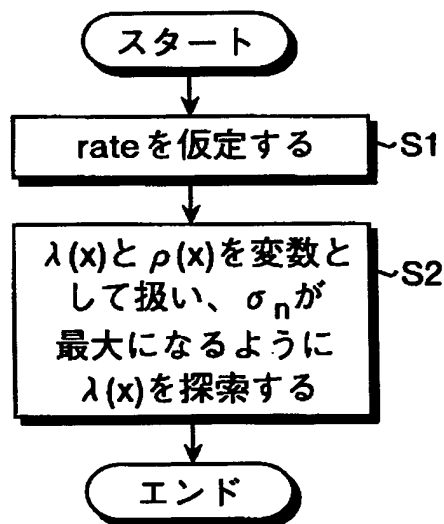 スタート
rateを仮定する
~S1
λ(x)とρ(x)を変数と
して扱い、σnが
最大になるように
λ(x)を探索する
~S2
エンド